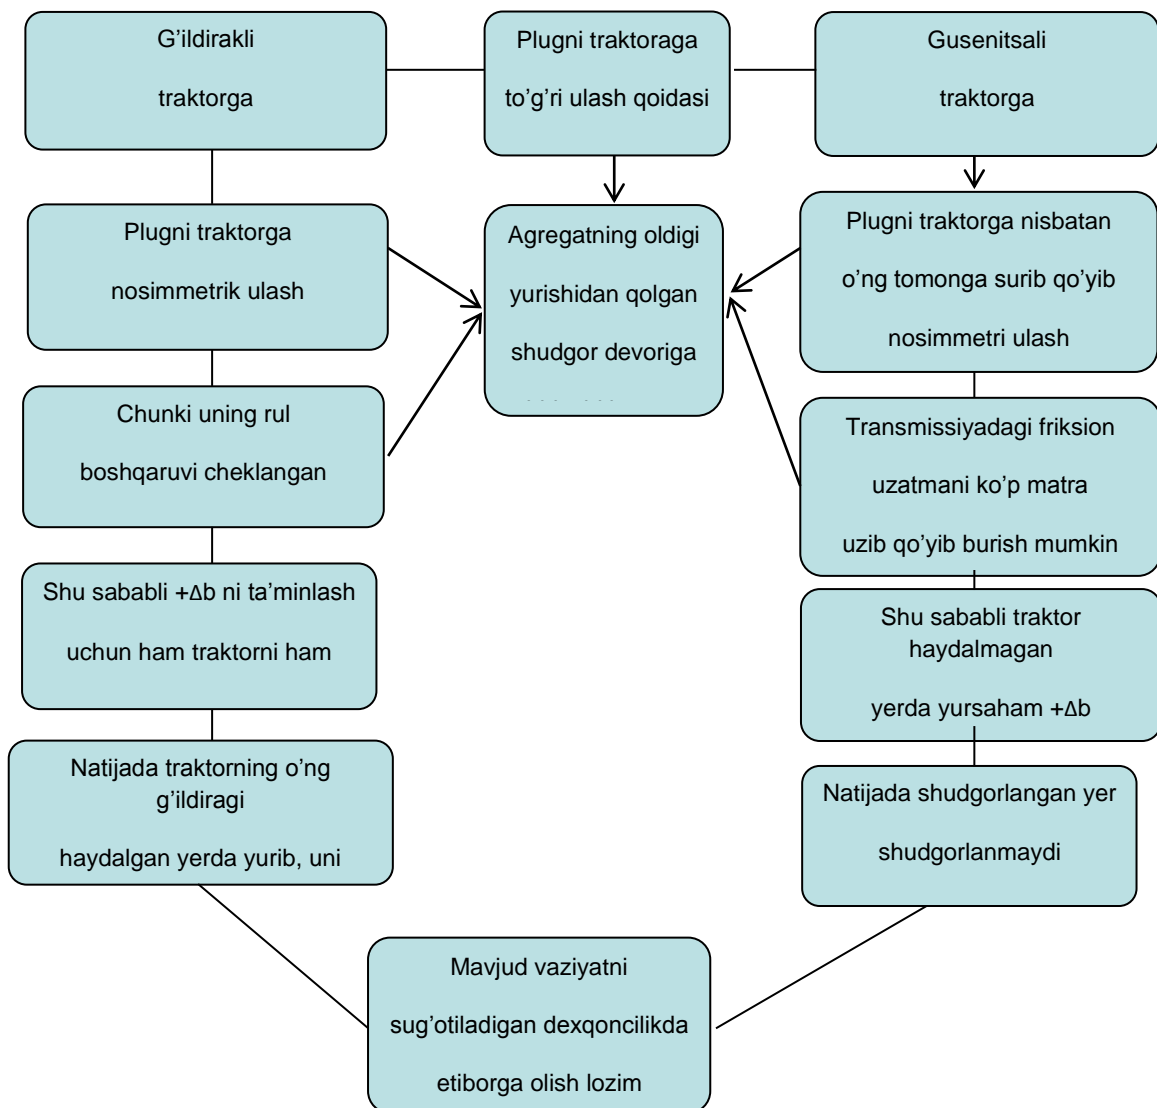 G’ildirakli
traktorga
Plugni traktoraga
to’g’ri ulash qoidasi
Gusenitsali
traktorga
Plugni traktorga
nosimmetrik ulash
Agregatning oldigi
yurishidan qolgan
shudgor devoriga
Plugni traktorga nisbatan
o’ng tomonga surib qo’yib
nosimmetri ulash
Chunki uning rul
boshqaruvi cheklangan
Transmissiyadagi friksion
uzatmani ko’p matra
uzib qo’yib burish mumkin
Shu sababli +Δb ni ta’minlash
uchun ham traktorni ham
Shu sababli traktor
haydalmagan
yerda yursaham +Δb
Natijada traktorning o’ng
g’ildiragi
haydalgan yerda yurib, uni
Natijada shudgorlangan yer
shudgorlanmaydi
Mavjud vaziyatni
sug’otiladigan dexqoncilikda
etiborga olish lozim